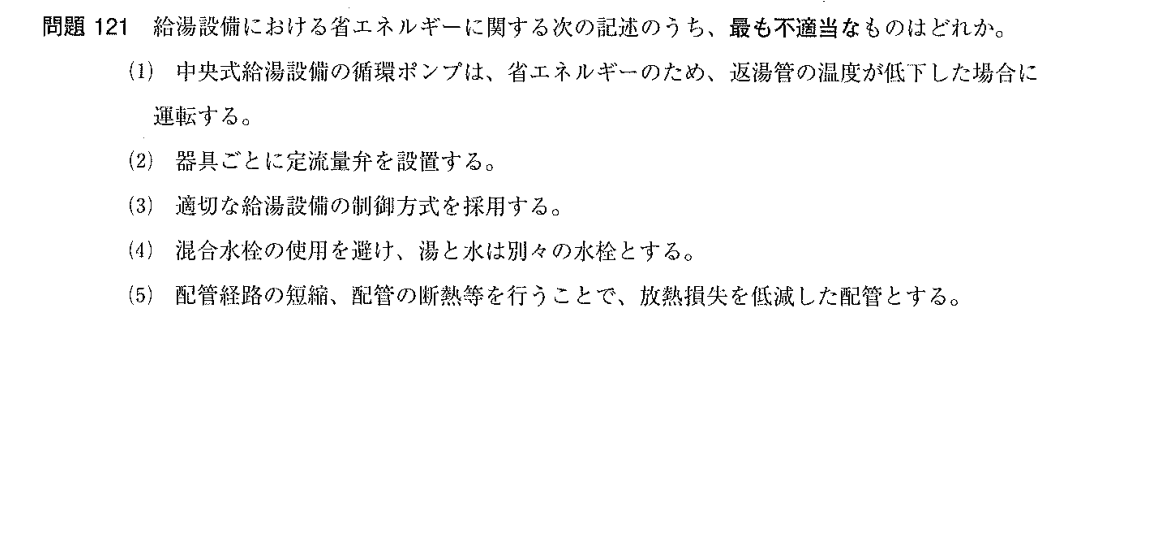 問題 121　給湯設備における省エネルギーに関する次の記述のうち、最も不適当なものはどれか。
(1)　中央式給湯設備の循環ポンプは、省エネルギーのため、返湯管の温度が低下した場合に
運転する。
(2)　器具ごとに定流量弁を設置する。
(3)　適切な給湯設備の制御方式を採用する。
(4)　混合水栓の使用を避け、湯と水は別々の水栓とする。
(5)　配管経路の短縮、配管の断熱等を行うことで、放熱損失を低減した配管とする。